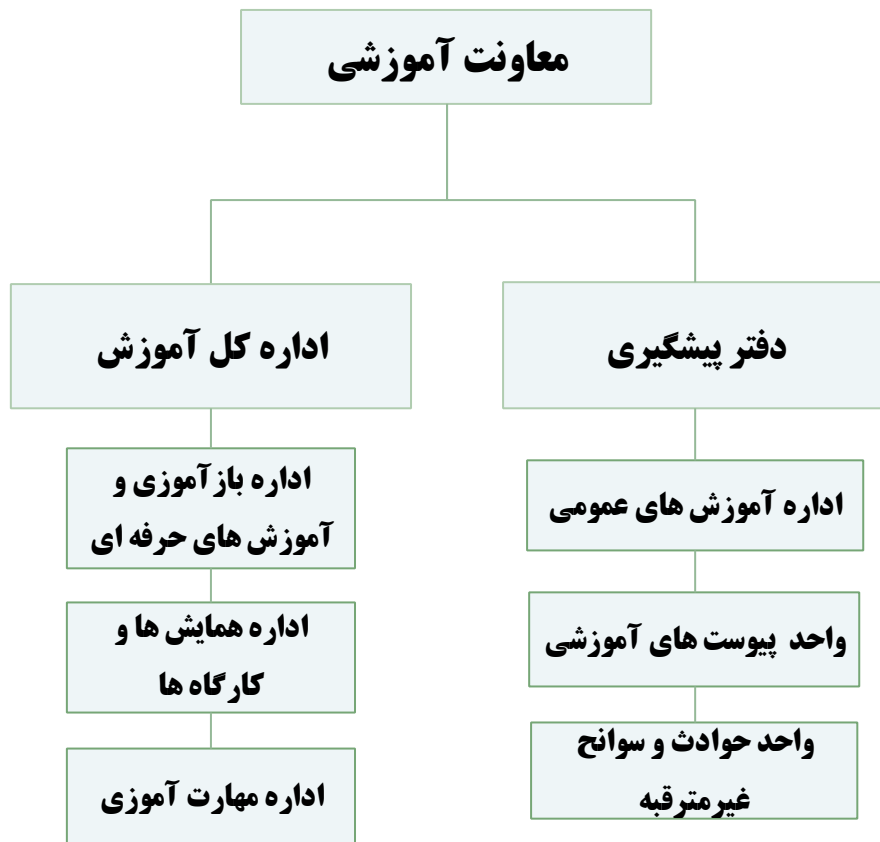 معاونت آموزشی
دفتر پیشگیری
اداره آموزش های عمومی
واحد پیوست های آموزشی
واحد حوادث و سوانح
غیرمترقبه
اداره کل آموزش
اداره بازآموزی و
آموزش های حرفه ای
اداره همایش ها و
کارگاه ها
اداره مهارت آموزی